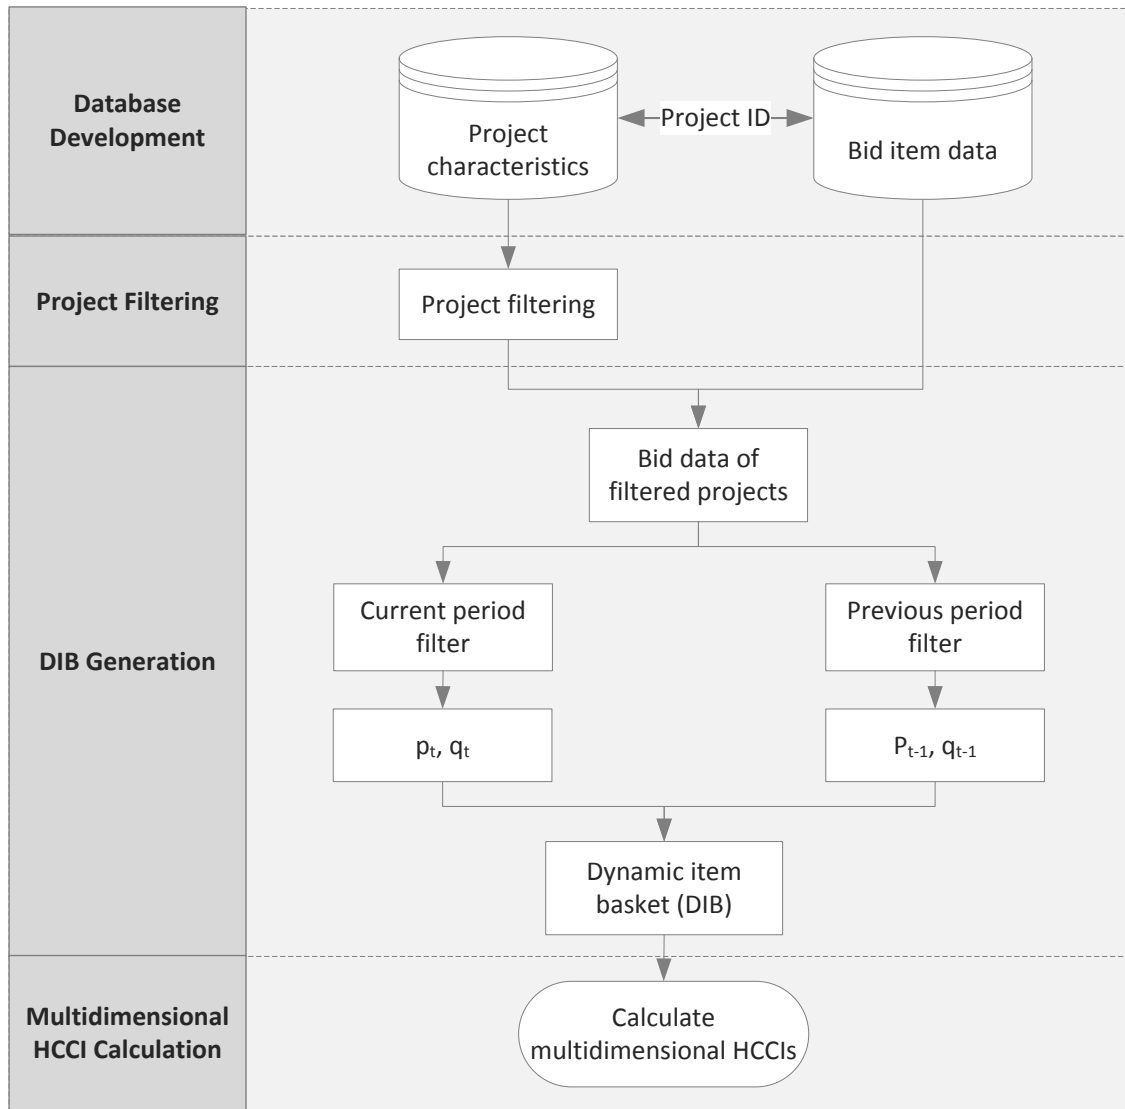 Database
Development
Project
characteristics
Project ID
Bid item data
Project Filtering
Project filtering
DIB Generation
Bid data of
filtered projects
Current period
filter
Previous period
filter
pt, qt
Pt-1, qt-1
Dynamic item
basket (DIB)
Multidimensional
HCCI Calculation
Calculate
multidimensional HCCIs